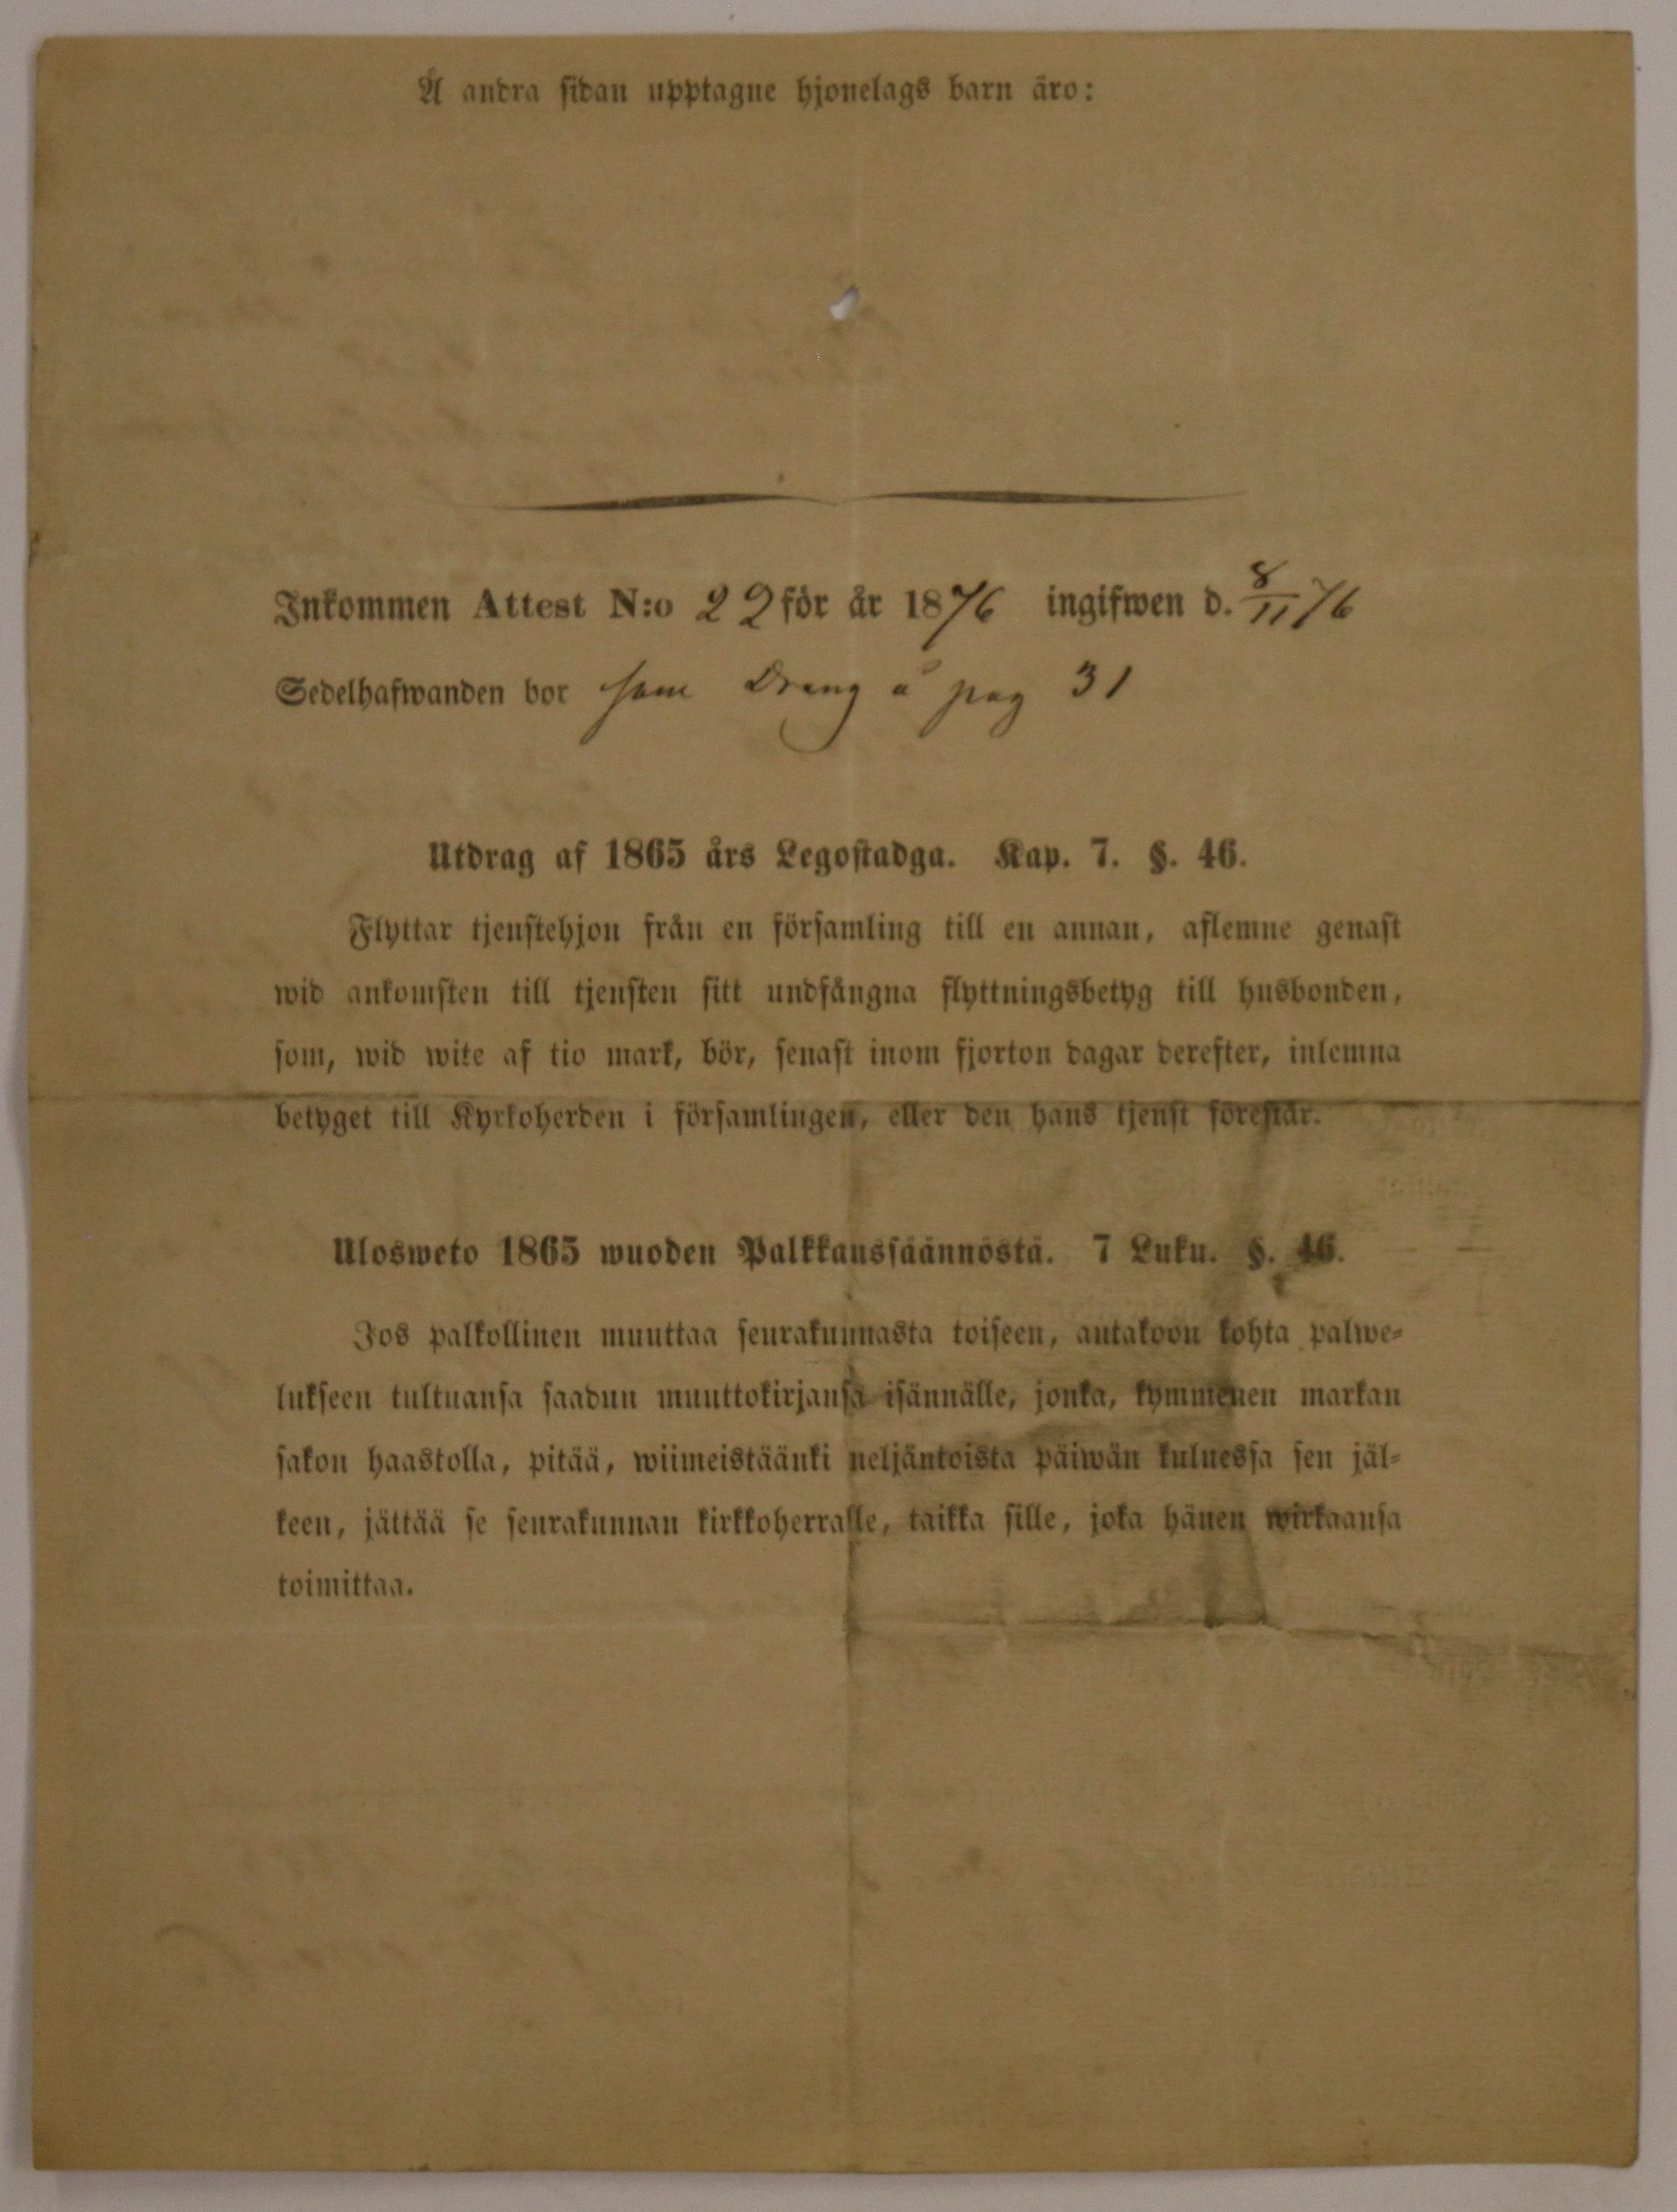 Å andra sidan upptagne hjonelags barn äro:
Inkommen Attest N:o 22 för år 1876 ingifwen d. 8/11 76
Sedelhafwanden bor som Dreng å pag 31
Utdrag af 1865 års Legostadga. Kap. 7. §. 46.
Flyttar tjenstehjon från en församling till en annan, aflemne genast
wid ankomsten till tjensten sitt undfångna flyttningsbetyg till husbonden,
som, wid wite af tio mark, bör, senast inom fjorton dagar derefter, inlemna
betyget till Kyrkoherden i församlingen, eller den hans tjenst förestår.
Ulosweto 1865 wuoden Palkkaussäännöstä. 7 Luku. §. 46.
Jos palkollinen muuttaa seurakunnasta toiseen, antakoon kohta palwe-
lukseen tultuansa saadun muuttokirjansa isännälle, jonka, kymmenen markan
sakon haastolla, pitää, wiimeistäänki neljäntoista päiwän kuluessa sen jäl-
keen, jättää se seurakunnan kirkkoherralle, taikka sille, joka hänen wirkaansa
toimittaa.